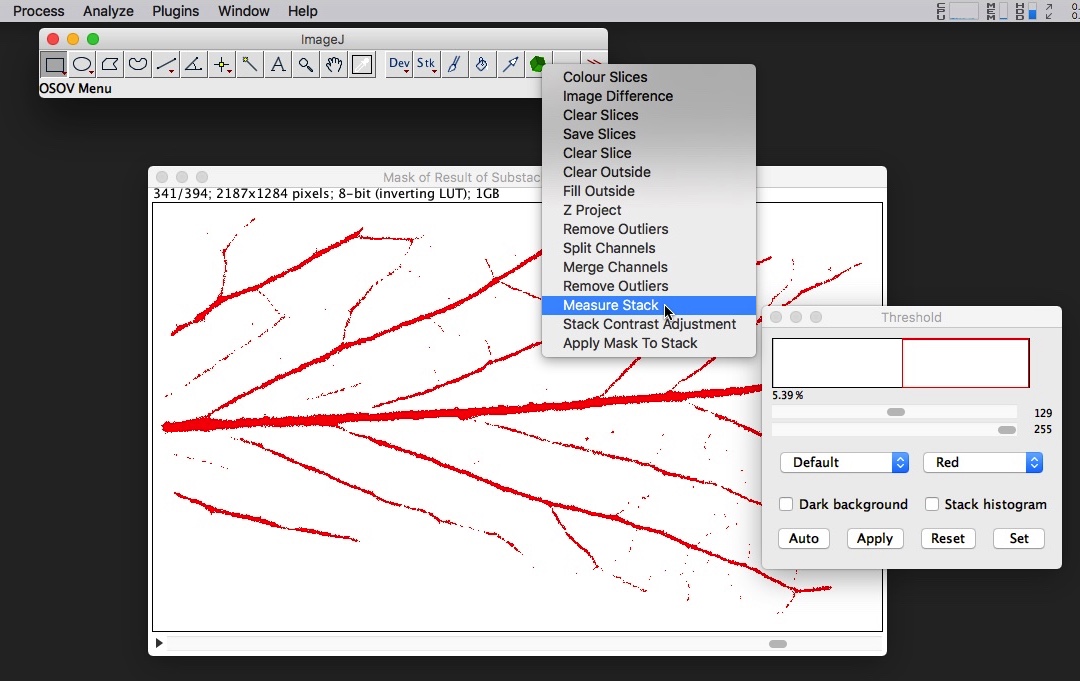 Process Analyze Plugins Window Help
CPU MEM HDD
ImageJ
Dev Stk
OSOV Menu
Colour Slices
Image Difference
Clear Slices
Save Slices
Clear Slice
Clear Outside
Fill Outside
Z Project
Remove Outliers
Split Channels
Merge Channels
Remove Outliers
Measure Stack
Stack Contrast Adjustment
Apply Mask To Stack
Mask of Result of Substac
341/394; 2187x1284 pixels; 8-bit (inverting LUT); 1GB
Threshold
5.39 %
129
255
Default Red
Dark background Stack histogram
Auto Apply Reset Set